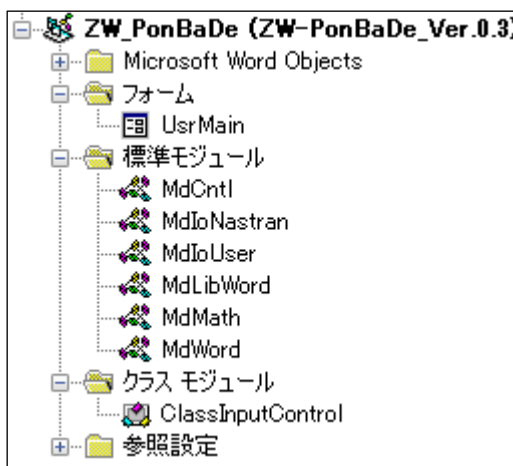 ZW_PonBaDe (ZW-PonBaDe_Ver.0.3)
Microsoft Word Objects
フォーム
UsrMain
標準モジュール
MdCntl
MdIoNastran
MdIoUser
MdLibWord
MdMath
MdWord
クラス モジュール
ClassInputControl
参照設定